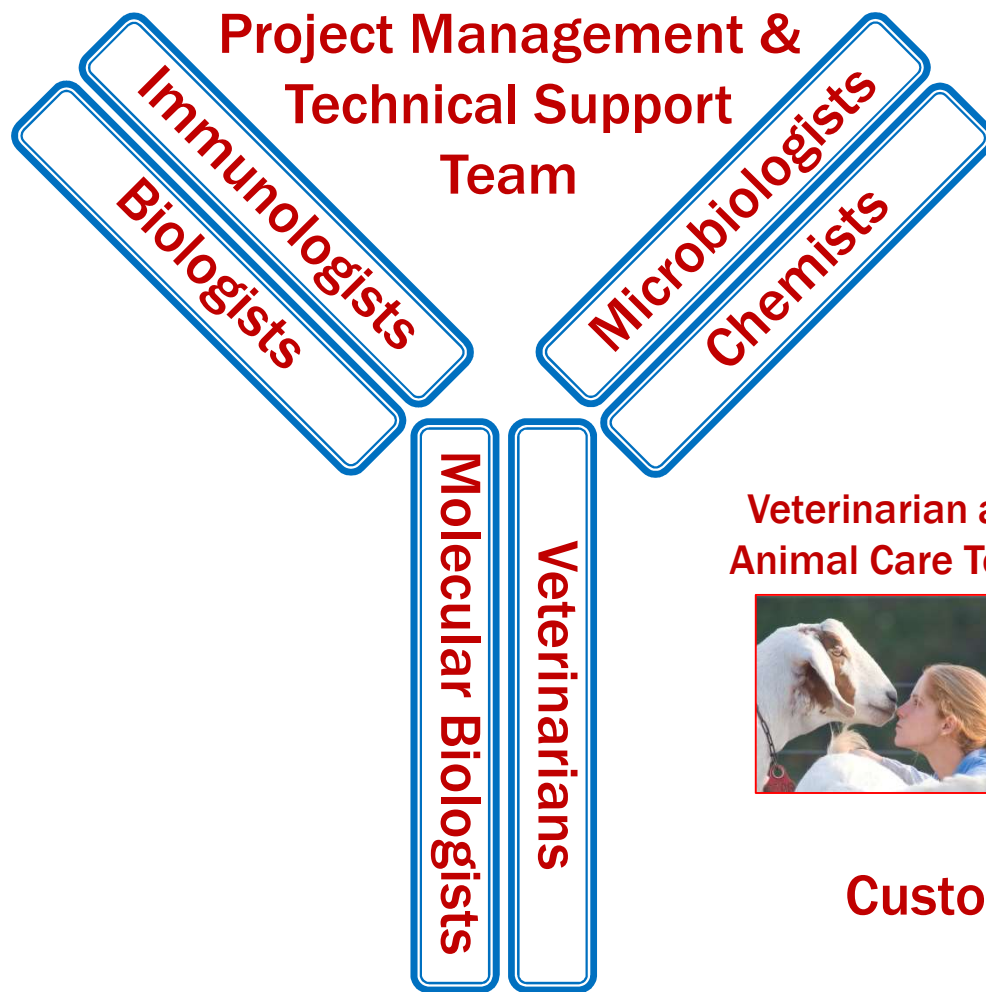 Project Management &
Technical Support
Team
Immunologists
Biologists
Microbiologists
Chemists
Molecular Biologists
Veterinarians
Veterinarian
Animal Care